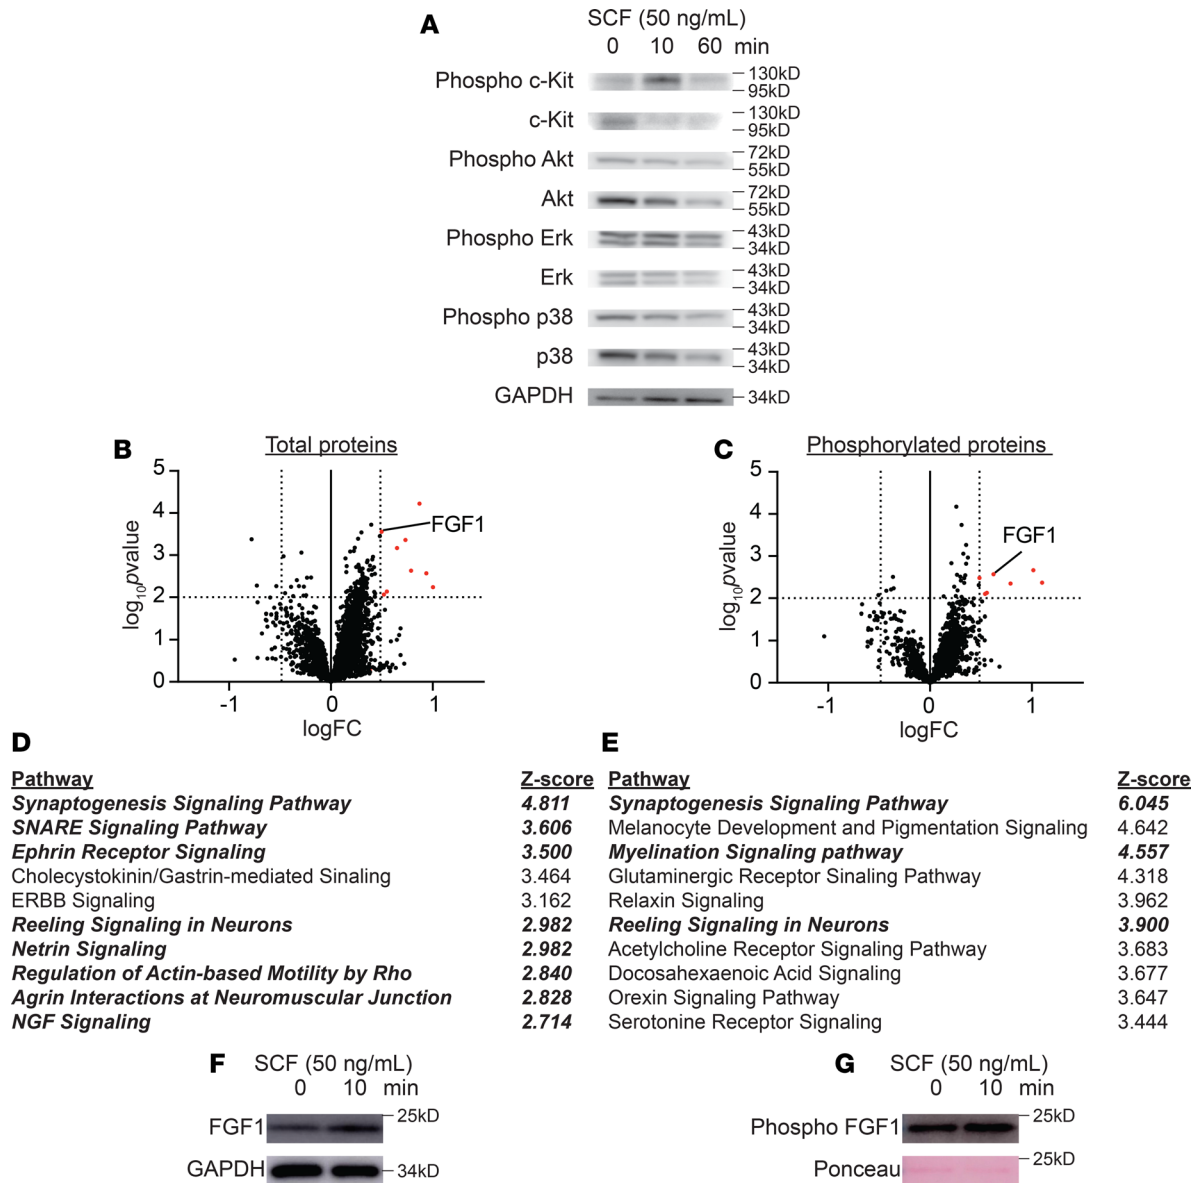 A
SCF (50 ng/mL)
0 10 60 min
Phospho c-Kit
130kD
95kD
c-Kit
130kD
95kD
Phospho Akt
72kD
55kD
Akt
72kD
55kD
Phospho Erk
43kD
34kD
Erk
43kD
34kD
Phospho p38
43kD
34kD
p38
43kD
34kD
GAPDH
34kD
B
Total proteins
5
4
3
2
1
0
log10pvalue
FGF1
-1 0 1
logFC
C
Phosphorylated proteins
5
4
3
2
1
0
log10pvalue
FGF1
-1 0 1
logFC
D
Pathway Z-score
Synaptogenesis Signaling Pathway 4.811
SNARE Signaling Pathway 3.606
Ephrin Receptor Signaling 3.500
Cholecystokinin/Gastrin-mediated Sinaling 3.464
ERBB Signaling 3.162
Reeling Signaling in Neurons 2.982
Netrin Signaling 2.982
Regulation of Actin-based Motility by Rho 2.840
Agrin Interactions at Neuromuscular Junction 2.828
NGF Signaling 2.714
E
Pathway Z-score
Synaptogenesis Signaling Pathway 6.045
Melanocyte Development and Pigmentation Signaling 4.642
Myelination Signaling pathway 4.557
Glutaminergic Receptor Sinaling Pathway 4.318
Relaxin Signaling 3.962
Reeling Signaling in Neurons 3.900
Acetylcholine Receptor Signaling Pathway 3.683
Docosahexaenoic Acid Signaling 3.677
Orexin Signaling Pathway 3.647
Serotonine Receptor Signaling 3.444
F
SCF (50 ng/mL)
0 10 min
FGF1
25kD
GAPDH
34kD
G
SCF (50 ng/mL)
0 10 min
Phospho FGF1
25kD
Ponceau
25kD